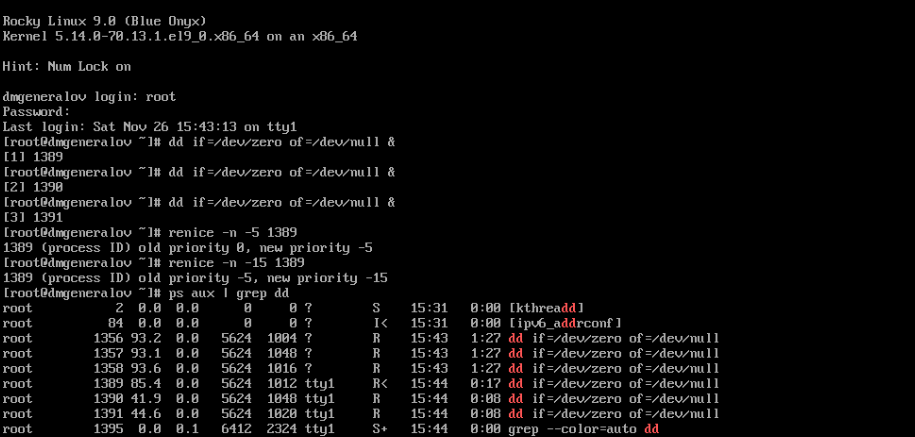 Rocky Linux 9.0 (Blue Onyx)
Kernel 5.14.0-70.13.1.el9_0.x86_64 on an x86_64
Hint: Num Lock on
dmgeneralov login: root
Password:
Last login: Sat Nov 26 15:43:13 on tty1
[root@dmgeneralov ~]# dd if=/dev/zero of=/dev/null &
[1] 1389
[root@dmgeneralov ~]# dd if=/dev/zero of=/dev/null &
[2] 1390
[root@dmgeneralov ~]# dd if=/dev/zero of=/dev/null &
[3] 1391
[root@dmgeneralov ~]# renice -n -5 1389
1389 (process ID) old priority 0, new priority -5
[root@dmgeneralov ~]# renice -n -15 1389
1389 (process ID) old priority -5, new priority -15
[root@dmgeneralov ~]# ps aux | grep dd
root 2 0.0 0.0 0 0 ? S 15:31 0:00 [kthreadd]
root 84 0.0 0.0 0 0 ? I< 15:31 0:00 [ipv6_addrconf]
root 1356 93.2 0.0 5624 1004 ? R 15:43 1:27 dd if=/dev/zero of=/dev/null
root 1357 93.1 0.0 5624 1048 ? R 15:43 1:27 dd if=/dev/zero of=/dev/null
root 1358 93.6 0.0 5624 1016 ? R 15:43 1:27 dd if=/dev/zero of=/dev/null
root 1389 85.4 0.0 5624 1012 tty1 R< 15:44 0:17 dd if=/dev/zero of=/dev/null
root 1390 41.9 0.0 5624 1048 tty1 R 15:44 0:08 dd if=/dev/zero of=/dev/null
root 1391 44.6 0.0 5624 1020 tty1 R 15:44 0:08 dd if=/dev/zero of=/dev/null
root 1395 0.0 0.1 6412 2324 tty1 S+ 15:44 0:00 grep --color=auto dd